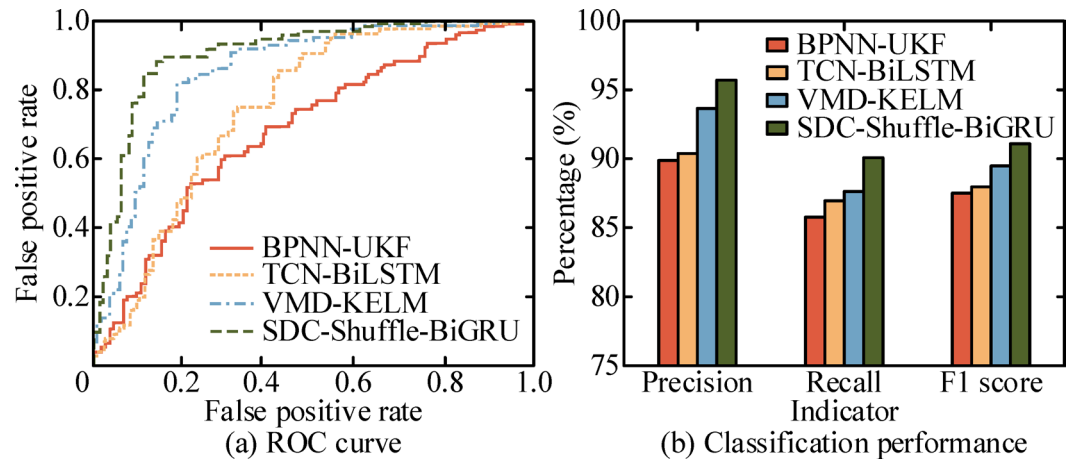 1.0
0.8
0.6
0.4
0.2
0
0.2
0.4
0.6
0.8
1.0
False positive rate
False positive rate
BPNN-UKF
TCN-BiLSTM
VMD-KELM
SDC-Shuffle-BiGRU
(a) ROC curve
100
95
90
85
80
75
Percentage (%)
BPNN-UKF
TCN-BiLSTM
VMD-KELM
SDC-Shuffle-BiGRU
Precision
Recall
F1 score
Indicator
(b) Classification performance